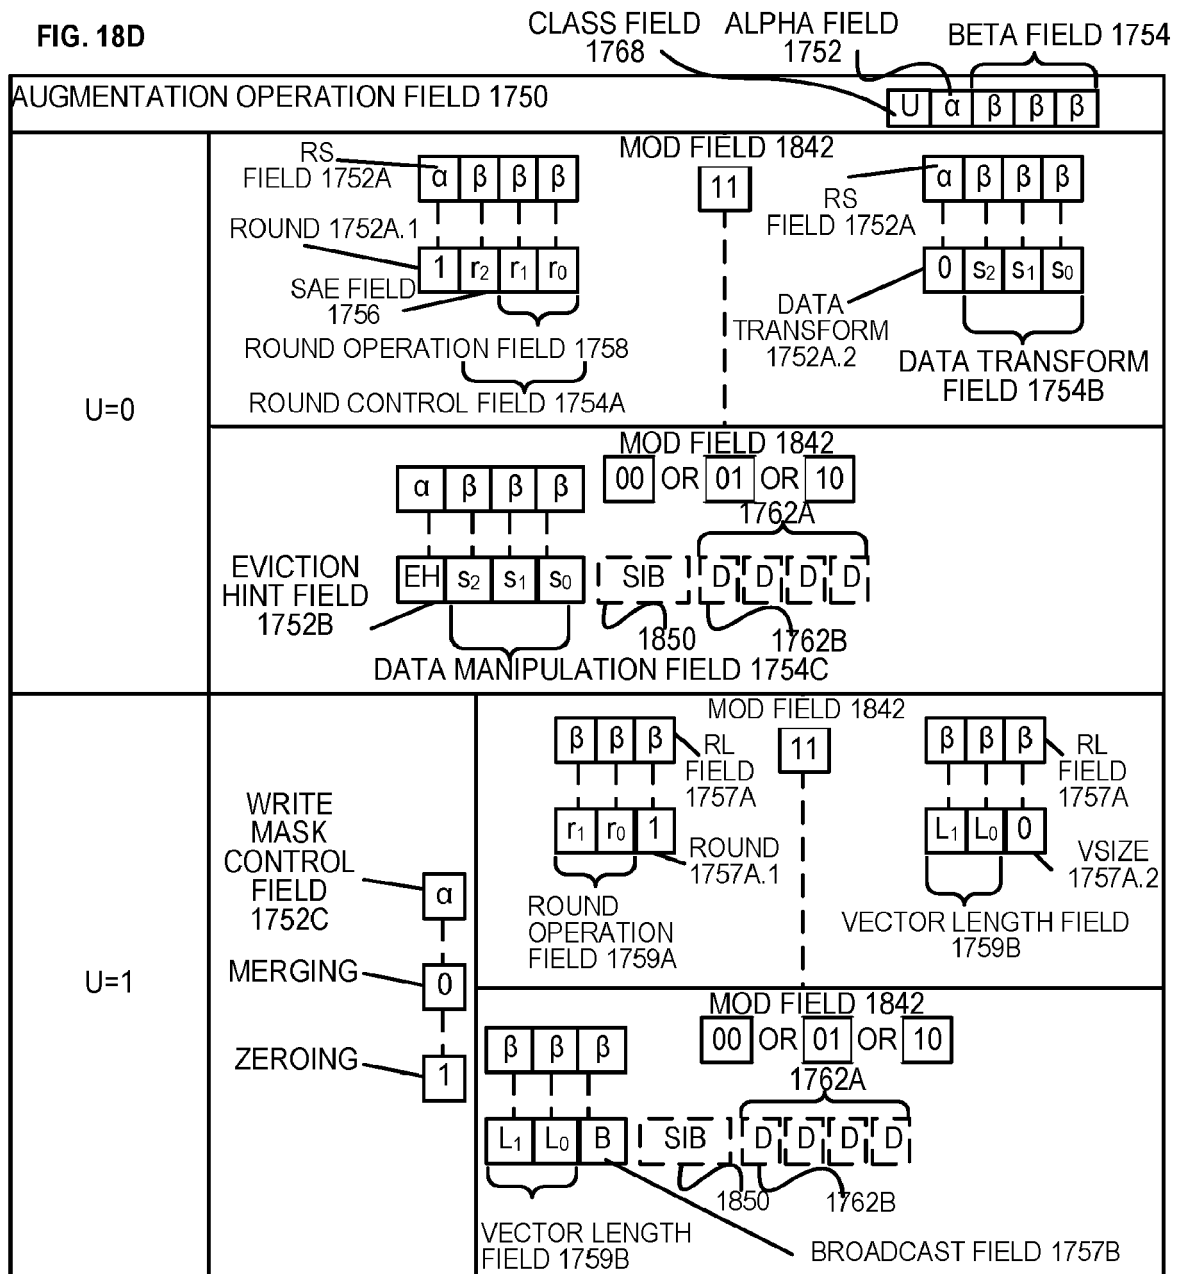 FIG. 18D
CLASS FIELD
1768
ALPHA FIELD
1752
BETA FIELD 1754
AUGMENTATION OPERATION FIELD 1750
U α β β β
U=0
RS
FIELD 1752A
α β β β
ROUND 1752A.1
1 r2 r1 r0
SAE FIELD
1756
ROUND OPERATION FIELD 1758
ROUND CONTROL FIELD 1754A
MOD FIELD 1842
11
α β β β
RS
FIELD 1752A
0 s2 s1 s0
DATA
TRANSFORM
1752A.2
DATA TRANSFORM
FIELD 1754B
MOD FIELD 1842
00 OR 01 OR 10
α β β β
1762A
EVICTION
HINT FIELD
1752B
EH s2 s1 s0
SIB
D D D D
1850
1762B
DATA MANIPULATION FIELD 1754C
U=1
WRITE
MASK
CONTROL
FIELD
1752C
α
MERGING
0
ZEROING
1
MOD FIELD 1842
11
β β β
RL
FIELD
1757A
r1 r0 1
ROUND
1757A.1
ROUND
OPERATION
FIELD 1759A
β β β
RL
FIELD
1757A
L1 L0 0
VSIZE
1757A.2
VECTOR LENGTH FIELD
1759B
MOD FIELD 1842
00 OR 01 OR 10
β β β
1762A
L1 L0 B
SIB
D D D D
1850
1762B
VECTOR LENGTH
FIELD 1759B
BROADCAST FIELD 1757B